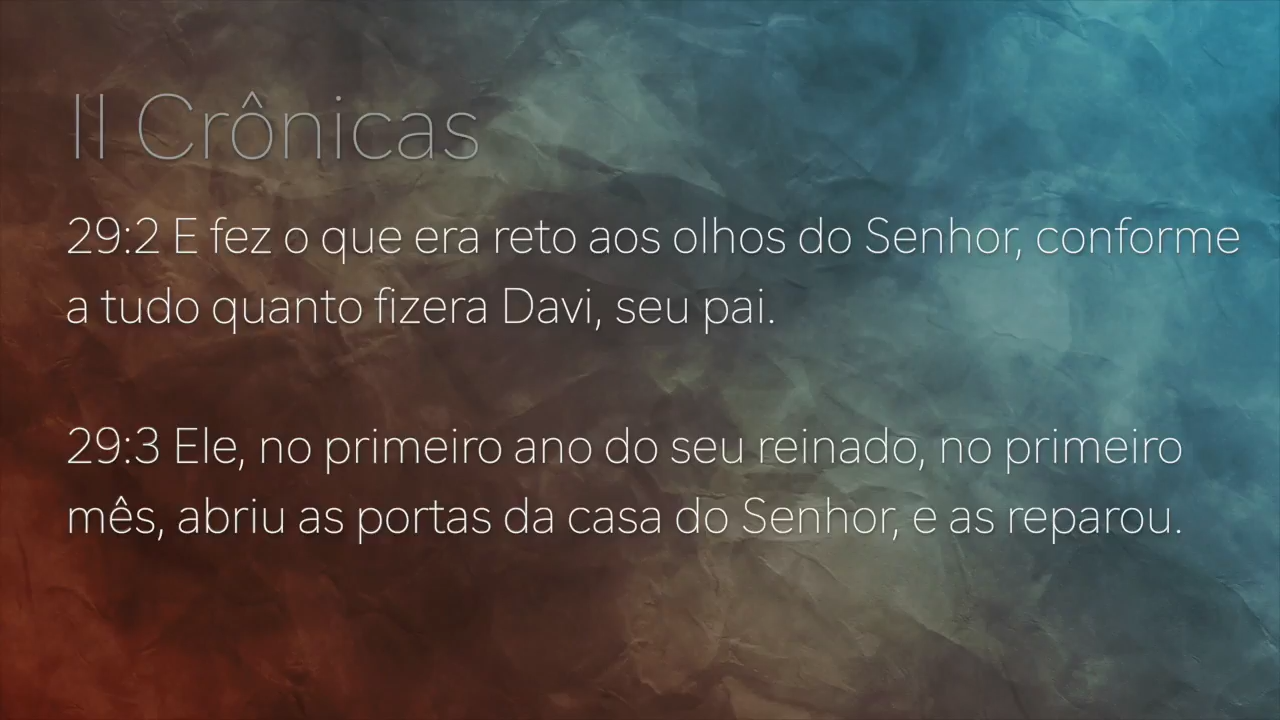 II Crônicas
29:2 E fez o que era reto aos olhos do Senhor, conforme
a tudo quanto fizera Davi, seu pai.
29:3 Ele, no primeiro ano do seu reinado, no primeiro
mês, abriu as portas da casa do Senhor, e as reparou.